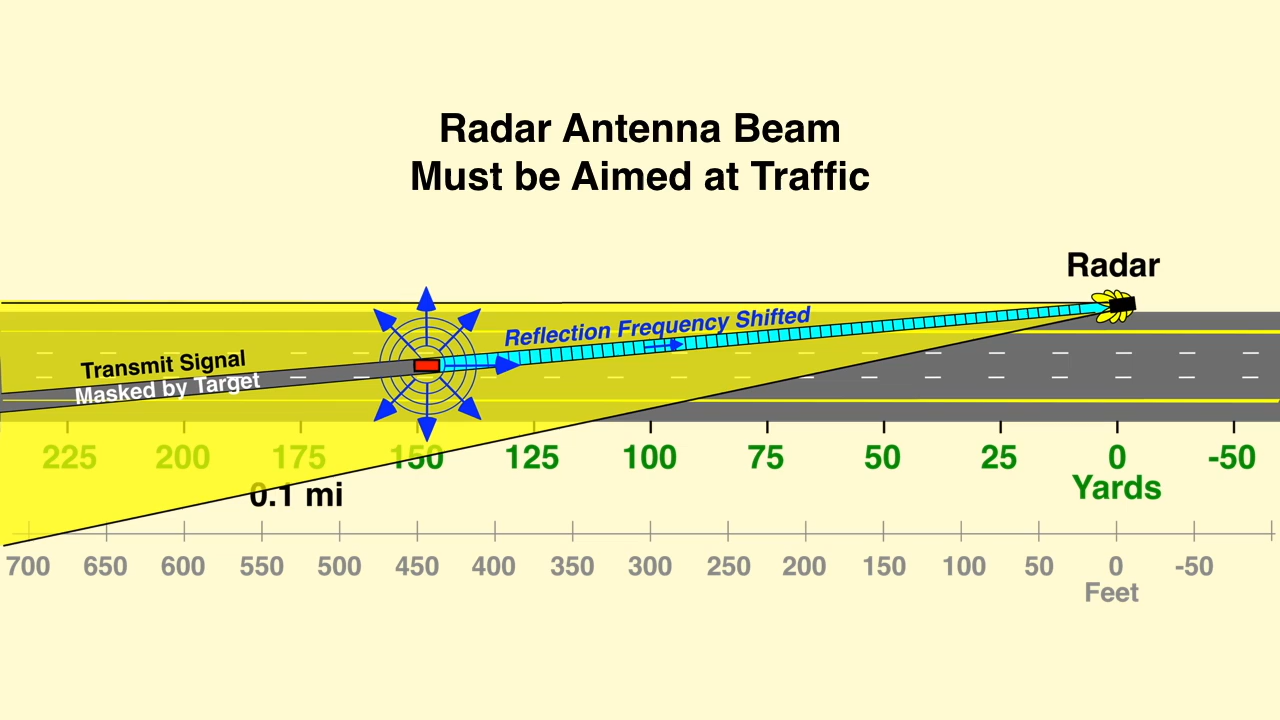 Radar Antenna Beam
Must be Aimed at Traffic
Radar
Reflection Frequency Shifted
Transmit Signal
Masked by Target
225 200 175 150 125 100 75 50 25 0 -50
Yards
0.1 mi
700 650 600 550 500 450 400 350 300 250 200 150 100 50 0 -50
Feet